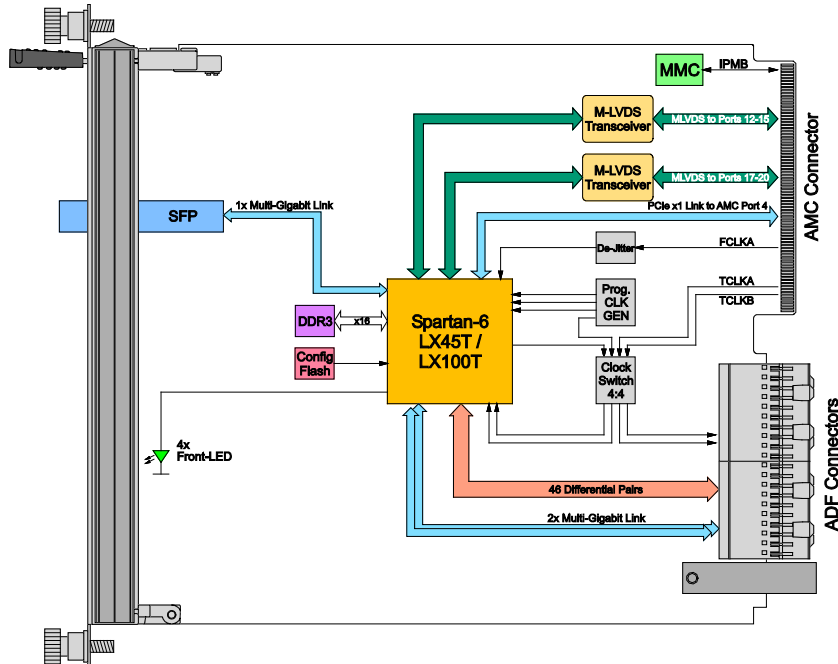 MMC
IPMB
M-LVDS
Transceiver
MLVDS to Ports 12-15
M-LVDS
Transceiver
MLVDS to Ports 17-20
AMC Connector
SFP
1x Multi-Gigabit Link
PCIe x1 Link to AMC Port 4
De-Jitter
FCLKA
Prog.
CLK
GEN
TCLKA
TCLKB
DDR3
x16
Spartan-6
LX45T /
LX100T
Config
Flash
Clock
Switch
4:4
4x
Front-LED
46 Differential Pairs
2x Multi-Gigabit Link
ADF Connectors